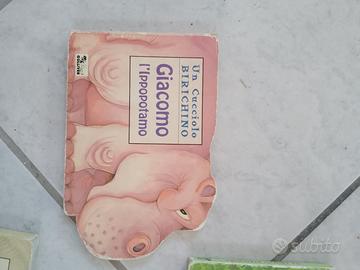 Un Cucciolo
BIRICHINO
Giacomo
l'Ippopotamo
subito